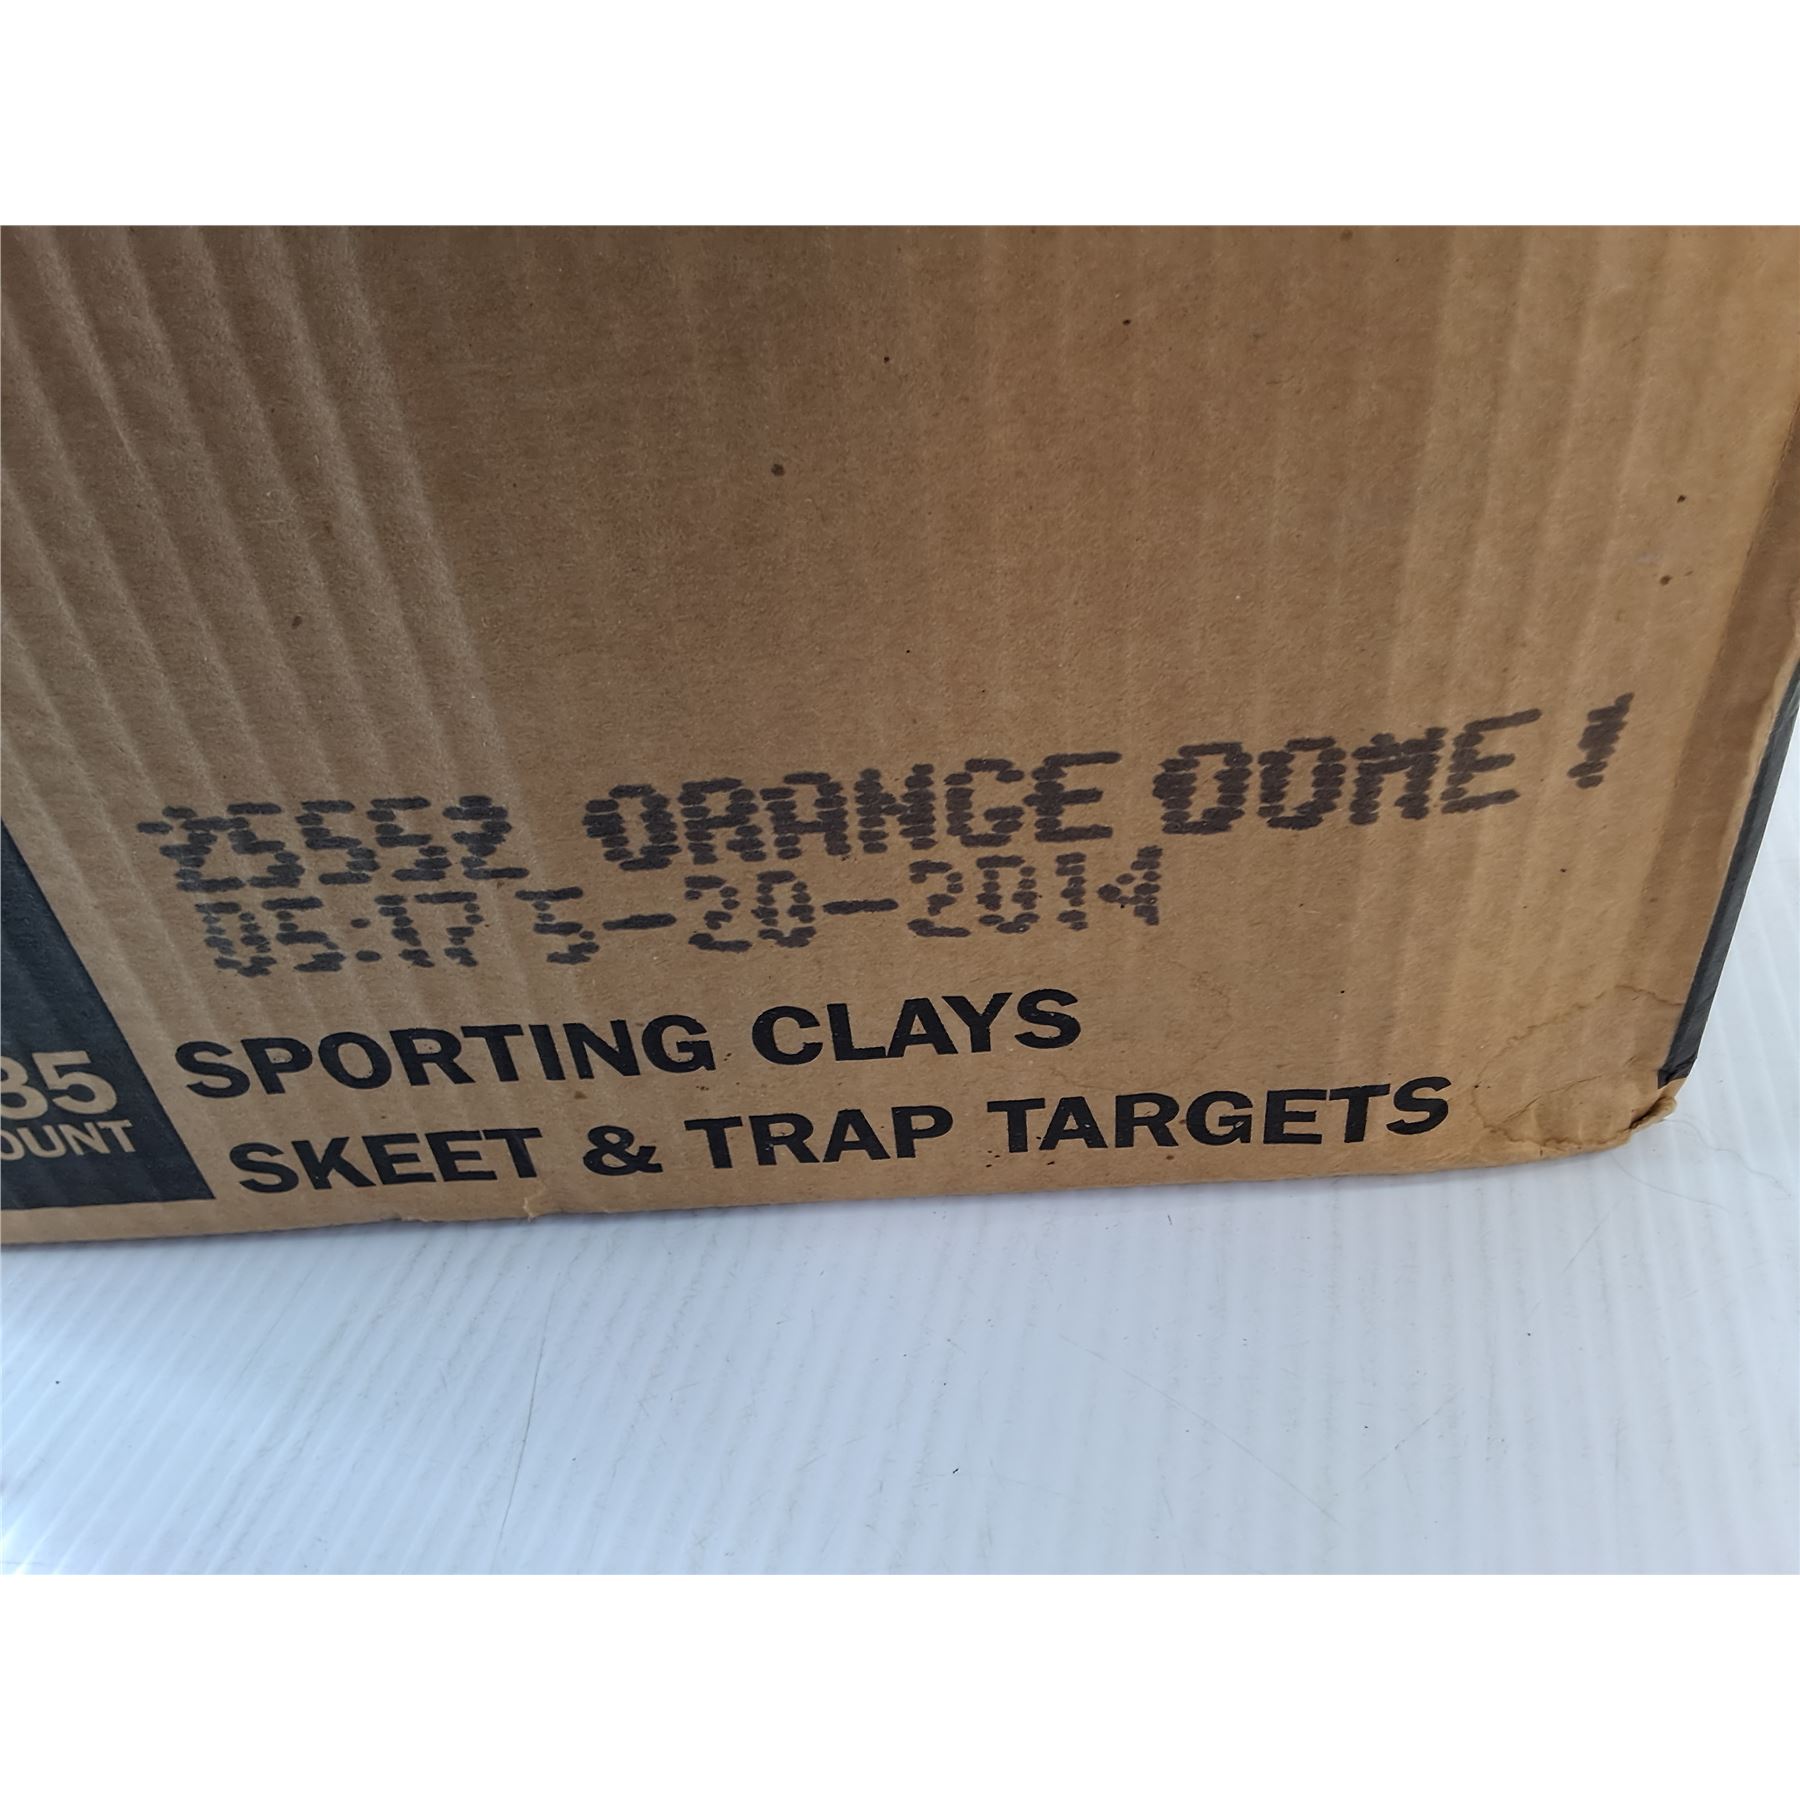 25552 ORANGE DOME
05:17 5-20-2014
SPORTING CLAYS
SKEET & TRAP TARGETS